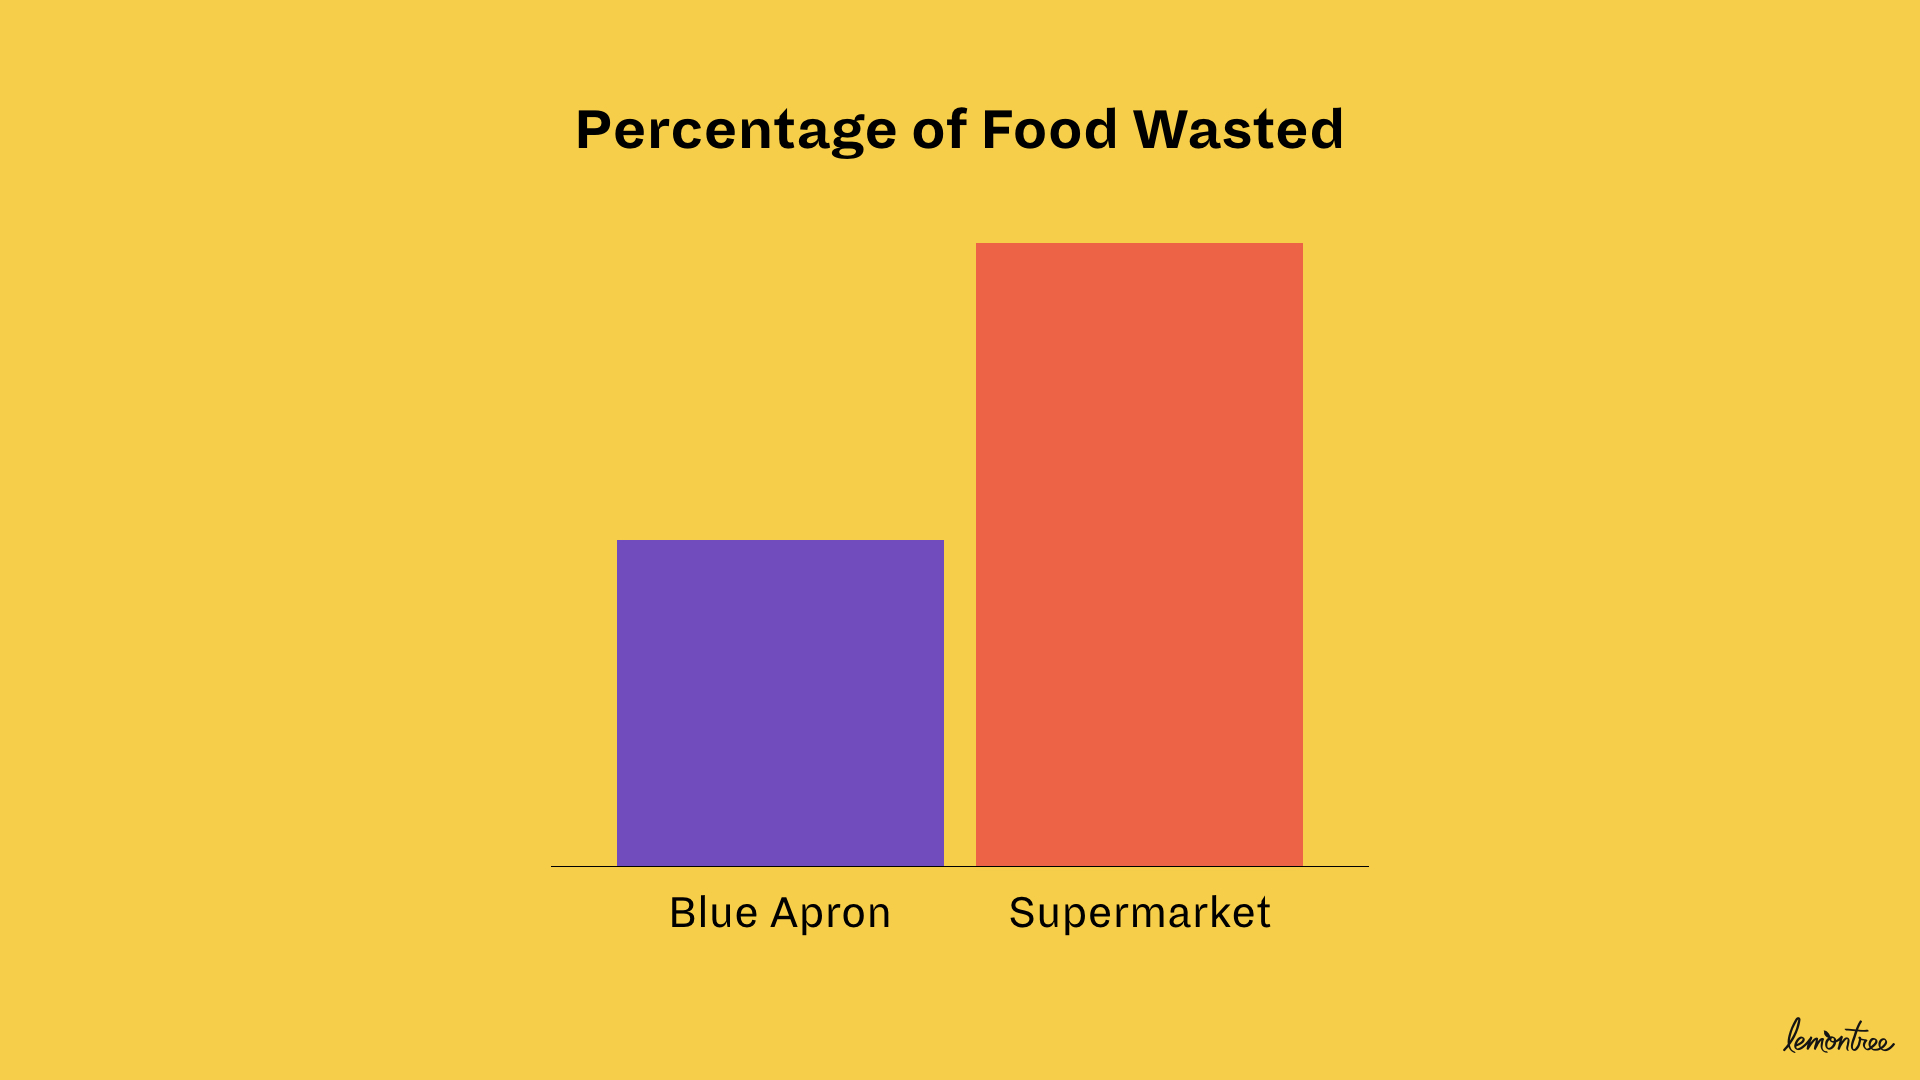 Percentage of Food Wasted
Blue Apron
Supermarket
lemontree